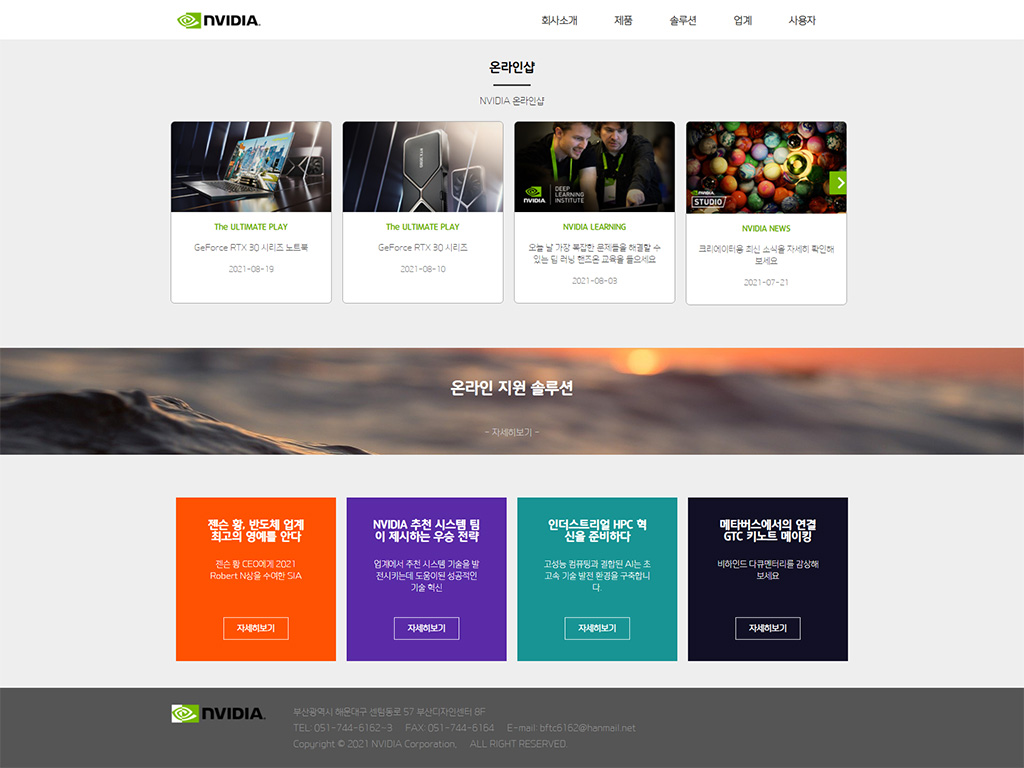 NVIDIA.
회사소개 제품 솔루션 업계 사용자
온라인샵
NVIDIA 온라인샵
The ULTIMATE PLAY
GeForce RTX 30 시리즈 노트북
2021-08-19
The ULTIMATE PLAY
GeForce RTX 30 시리즈
2021-08-10
NVIDIA
DEEP
LEARNING
INSTITUTE
NVIDIA LEARNING
오늘 날 가장 복잡한 문제들을 해결할 수
있는 딥 러닝 핸즈온 교육을 들으세요
2021-08-03
NVIDIA
STUDIO
NVIDIA NEWS
크리에이터용 최신 소식을 자세히 확인해
보세요
2021-07-21
온라인 지원 솔루션
- 자세히보기 -
젠슨 황, 반도체 업계
최고의 영예를 안다
젠슨 황 CEO에게 2021
Robert N상을 수여한 SIA
자세히보기
NVIDIA 추천 시스템 팀
이 제시하는 우승 전략
업계에서 추천 시스템 기술을 발
전시키는데 도움이된 성공적인
기술 혁신
자세히보기
인더스트리얼 HPC 혁
신을 준비하다
고성능 컴퓨팅과 결합된 AI는 초
고속 기술 발전 환경을 구축합니
다.
자세히보기
메타버스에서의 연결
GTC 키노트 메이킹
비하인드 다큐멘터리를 감상해
보세요
자세히보기
NVIDIA.
부산광역시 해운대구 센텀동로 57 부산디자인센터 8F
TEL: 051-744-6162~3 FAX: 051-744-6164 E-mail: bftc6162@hanmail.net
Copyright © 2021 NVIDIA Corporation, ALL RIGHT RESERVED.